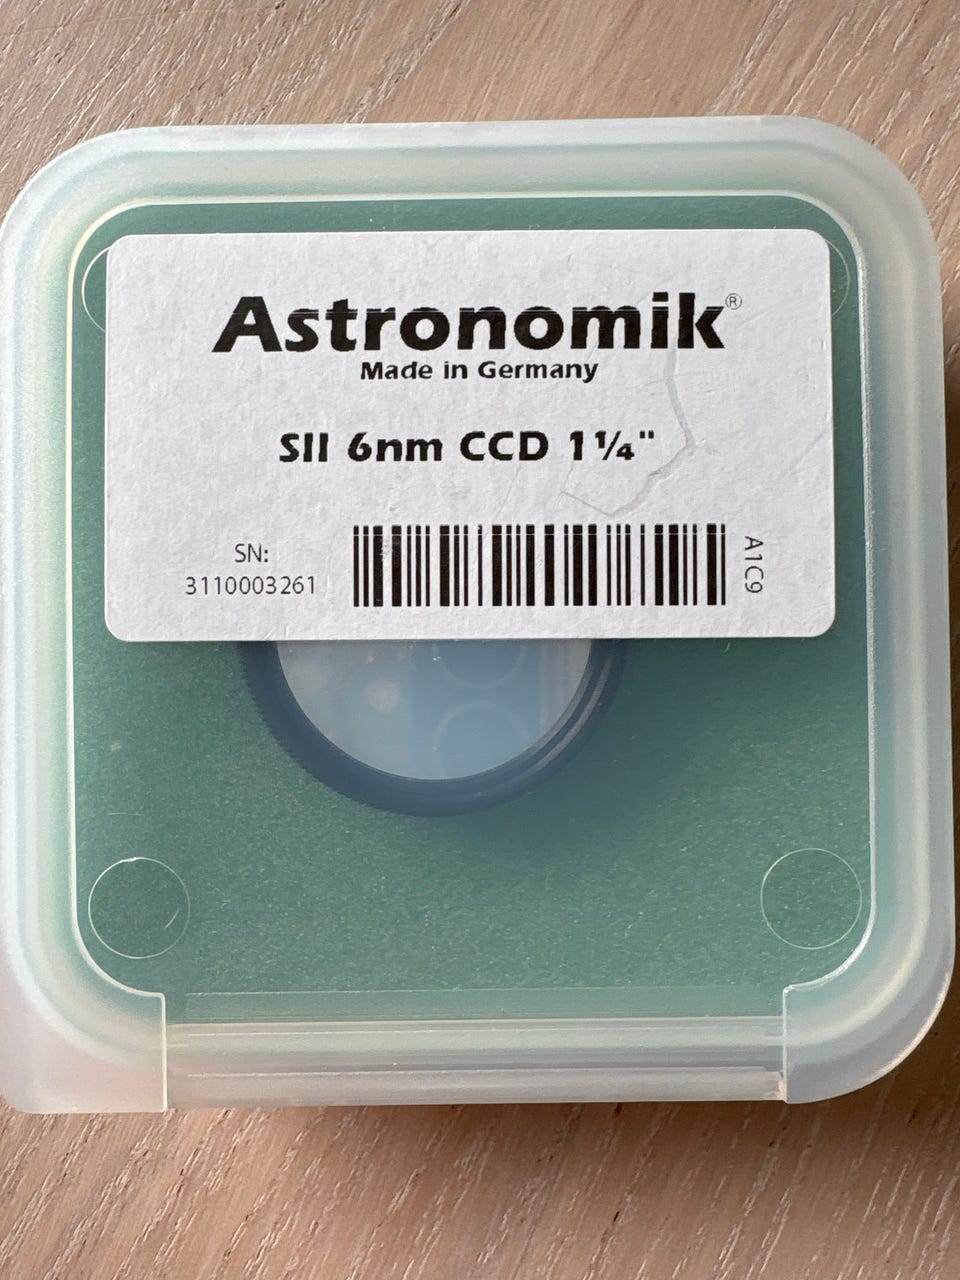 Astronomik®
Made in Germany
SII 6nm CCD 1¼"
SN:
3110003261
A1C9